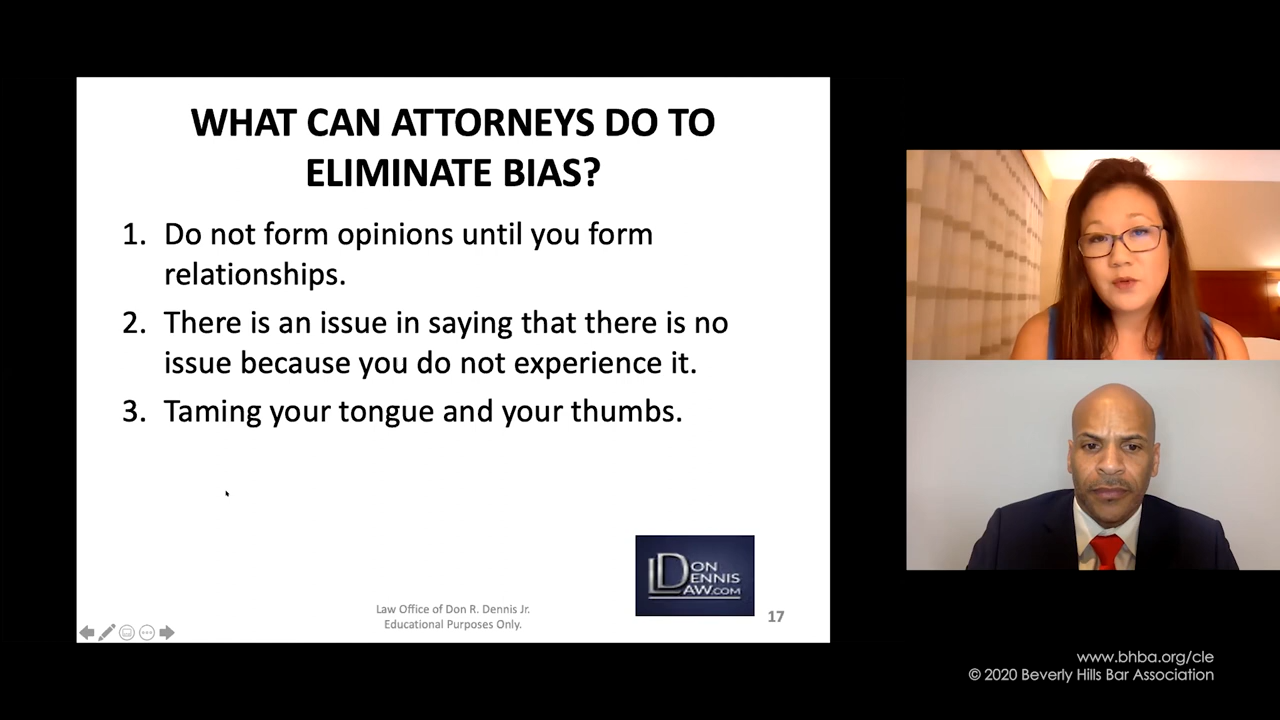 WHAT CAN ATTORNEYS DO TO
ELIMINATE BIAS?
1. Do not form opinions until you form
relationships.
2. There is an issue in saying that there is no
issue because you do not experience it.
3. Taming your tongue and your thumbs.
DON
DENNIS
LAW.COM
Law Office of Don R. Dennis Jr.
Educational Purposes Only.
17
www.bhba.org/cle
© 2020 Beverly Hills Bar Association